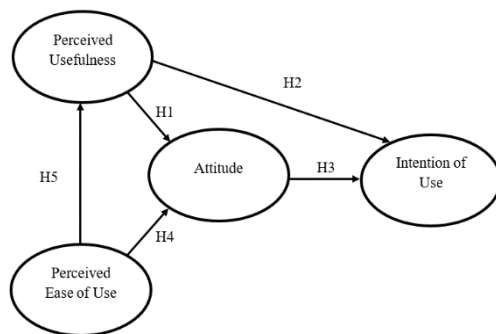 Perceived
Usefulness
H2
H1
Attitude
H3
Intention of
Use
H5
H4
Perceived
Ease of Use